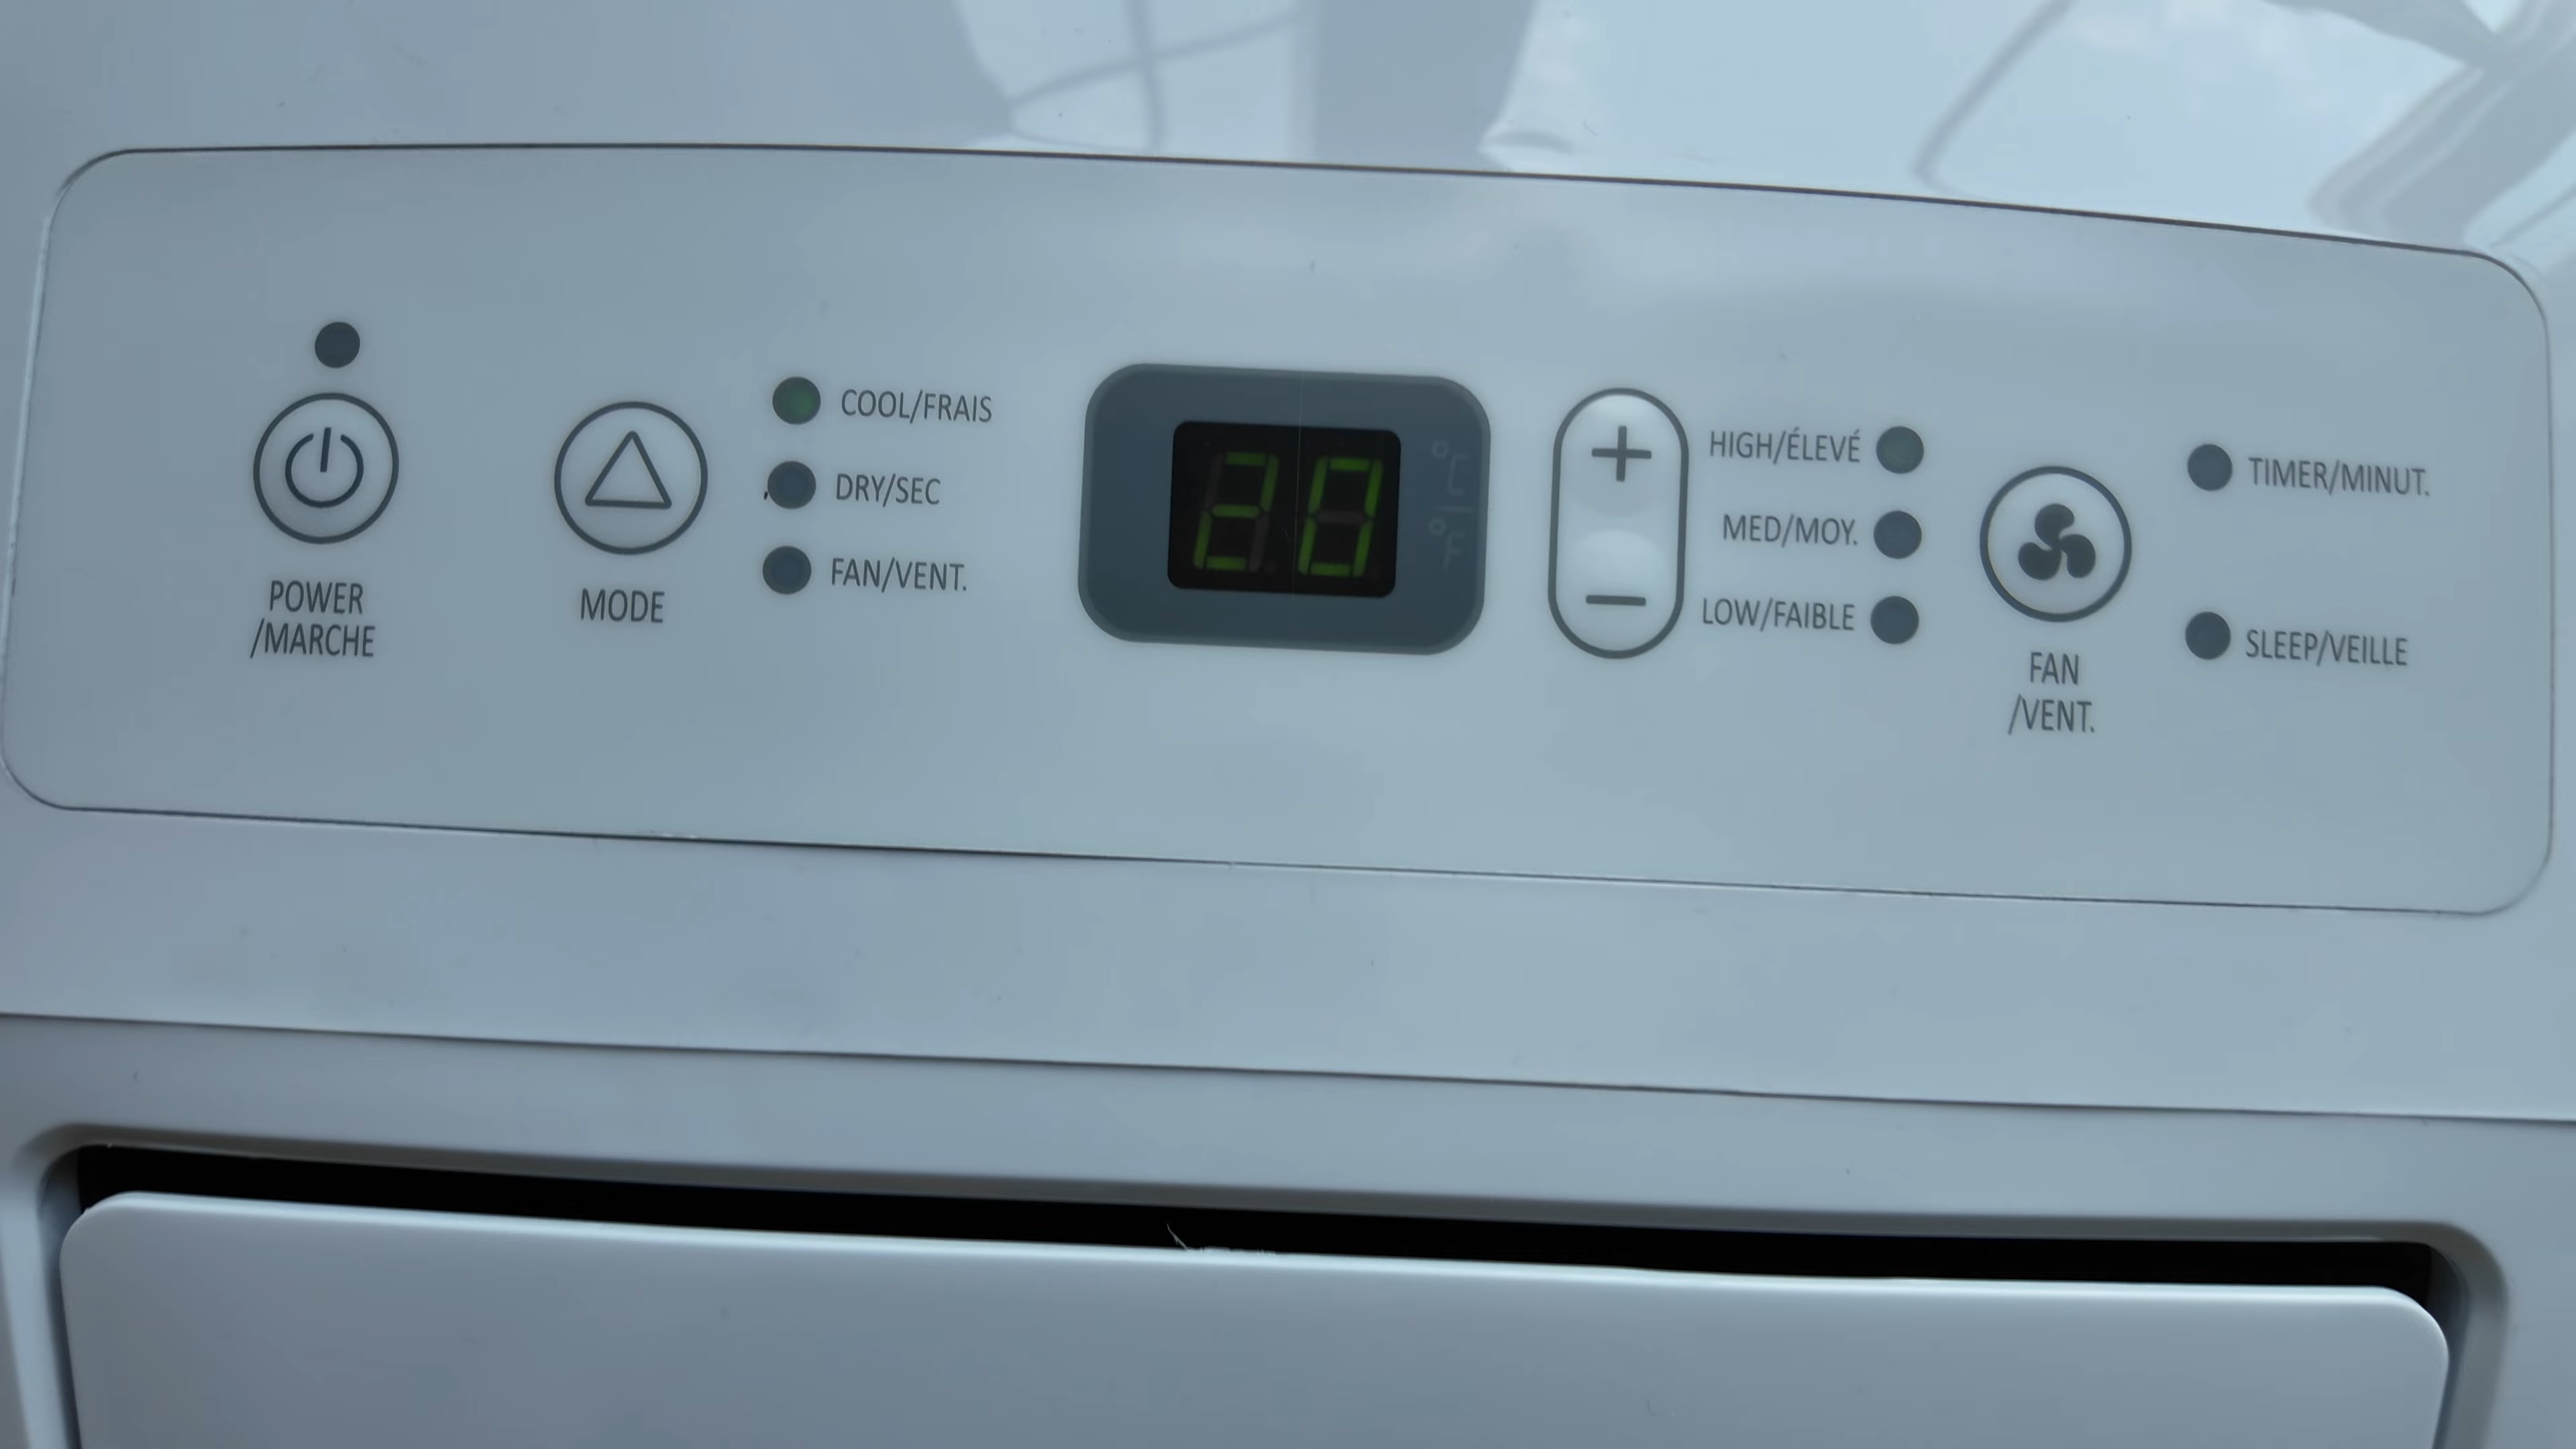 POWER
/MARCHE
MODE
COOL/FRAIS
DRY/SEC
FAN/VENT.
20
°C
°F
+
−
HIGH/ÉLEVÉ
MED/MOY.
LOW/FAIBLE
FAN
/VENT.
TIMER/MINUT.
SLEEP/VEILLE